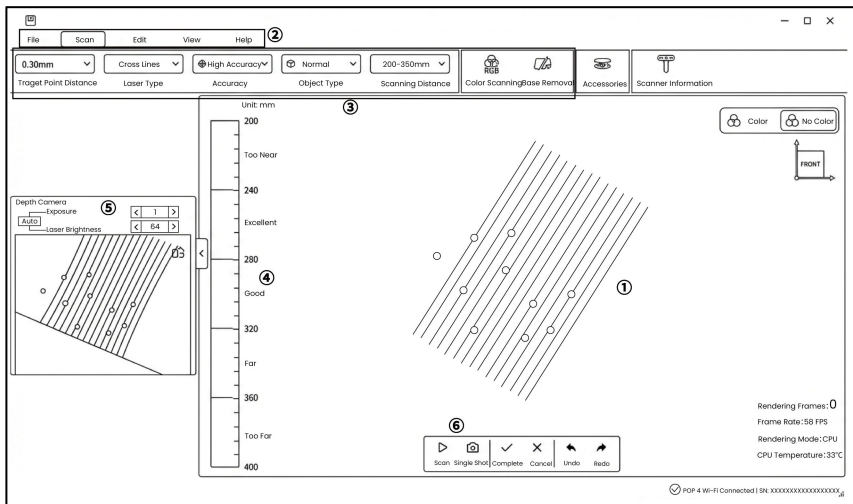 File Scan Edit View Help ②
0.30mm Cross Lines High Accuracy Normal 200-350mm
Traget Point Distance Laser Type Accuracy Object Type Scanning Distance
RGB
Color Scanning Base Removal Accessories Scanner Information
③
Unit: mm
200
Too Near
240
Excellent
280
④
Good
320
Far
360
Too Far
400
Color No Color
FRONT
Depth Camera
⑤
Exposure 1
Auto
Laser Brightness 64
03
①
⑥
Scan Single Shot Complete Cancel Undo Redo
Rendering Frames: 0
Frame Rate: 58 FPS
Rendering Mode: CPU
CPU Temperature: 33°C
POP 4 Wi-Fi Connected | SN: XXXXXXXXXXXXXXXXXX